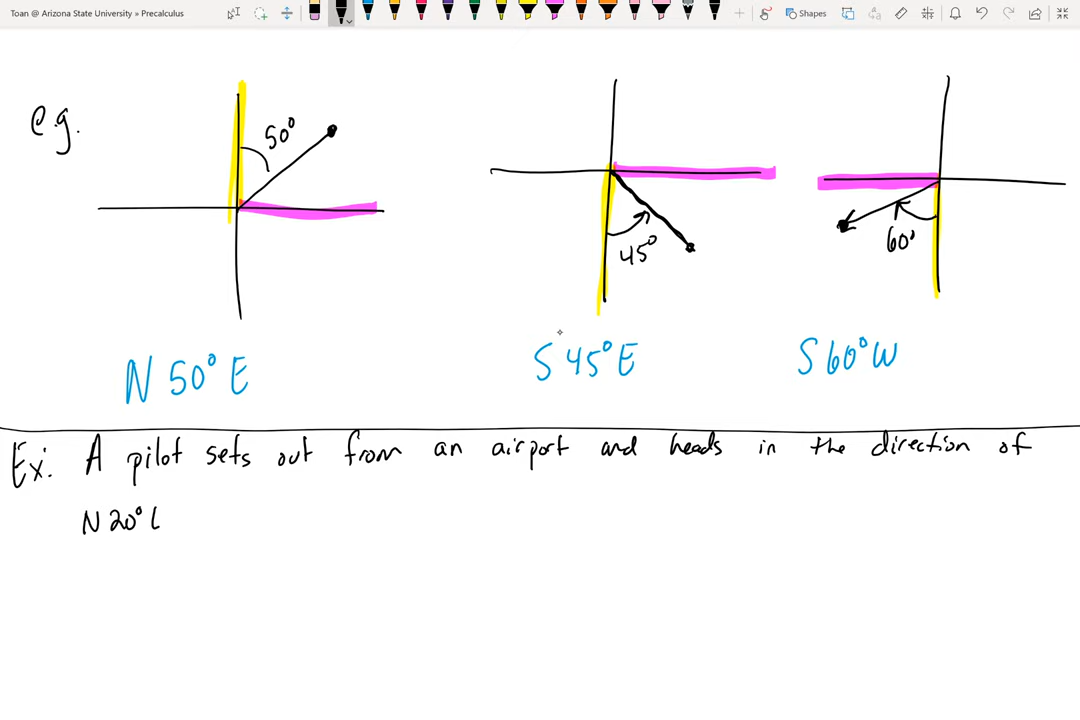 Toan @ Arizona State University » Precalculus
Shapes
e.g.
50°
45°
60°
N 50° E
S 45° E
S 60° W
Ex: A pilot sets out from an airport and heads in the direction of
N 20°